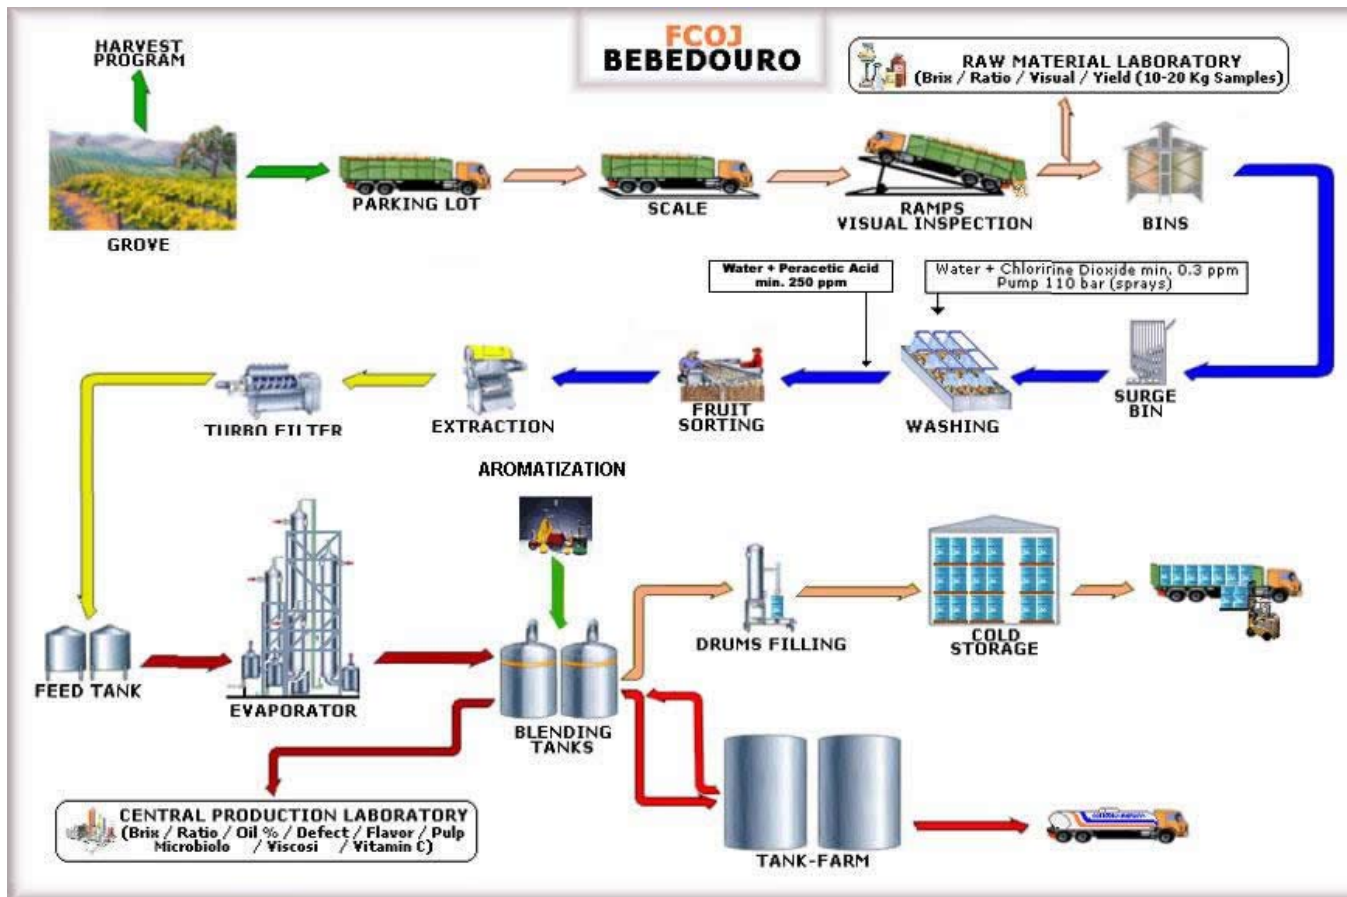 FCOJ
BEBEDOURO
HARVEST
PROGRAM
RAW MATERIAL LABORATORY
(Brix / Ratio / Visual / Yield (10-20 Kg Samples)
GROVE
PARKING LOT
SCALE
RAMPS
VISUAL INSPECTION
BINS
Water + Peracetic Acid
min. 250 ppm
Water + Chloririne Dioxide min. 0.3 ppm
Pump 110 bar (sprays)
TURBO FILTER
EXTRACTION
FRUIT
SORTING
WASHING
SURGE
BIN
AROMATIZATION
FEED TANK
EVAPORATOR
BLENDING
TANKS
DRUMS FILLING
COLD
STORAGE
CENTRAL PRODUCTION LABORATORY
(Brix / Ratio / Oil % / Defect / Flavor / Pulp
Microbiolo / Viscosi / Vitamin C)
TANK-FARM